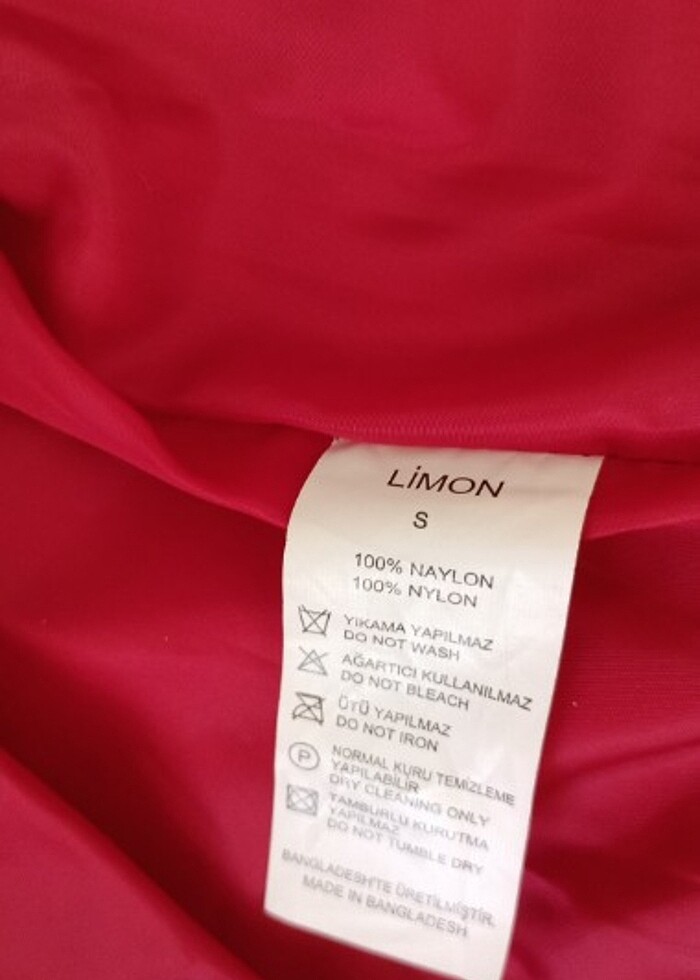 LİMON
S
100% NAYLON
100% NYLON
YIKAMA YAPILMAZ
DO NOT WASH
AĞARTICI KULLANILMAZ
DO NOT BLEACH
ÜTÜ YAPILMAZ
DO NOT IRON
P
NORMAL KURU TEMİZLEME
YAPILABİLİR
DRY CLEANING ONLY
TAMBURLU KURUTMA
YAPILMAZ
DO NOT TUMBLE DRY
BANGLADESH'TE ÜRETİLMİŞTİR.
MADE IN BANGLADESH